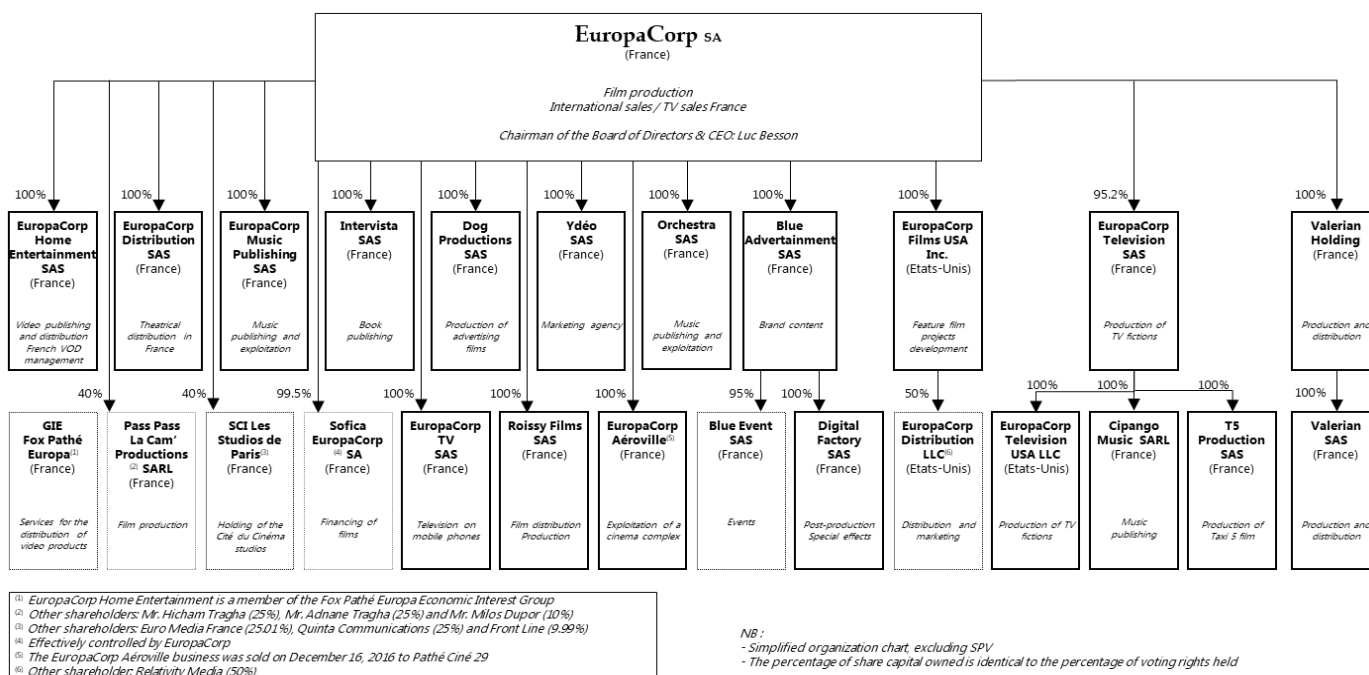 EuropaCorp SA
(France)
Film production
International sales / TV sales France
Chairman of the Board of Directors & CEO: Luc Besson
100%
100%
100%
100%
100%
100%
100%
100%
100%
95.2%
100%
EuropaCorp
Home
Entertainment
SAS
(France)
Video publishing
and distribution
French VOD
management
EuropaCorp
Distribution
SAS
(France)
Theatrical
distribution in
France
EuropaCorp
Music
Publishing
SAS
(France)
Music
publishing and
exploitation
Intervista
SAS
(France)
Book
publishing
Dog
Productions
SAS
(France)
Production of
advertising
films
Ydéo
SAS
(France)
Marketing agency
Orchestra
SAS
(France)
Music
publishing and
exploitation
Blue
Advertainment
SAS
(France)
Brand content
EuropaCorp
Films USA
Inc.
(Etats-Unis)
Feature film
projects
development
EuropaCorp
Television
SAS
(France)
Production of
TV fictions
Valerian
Holding
(France)
Production and
distribution
40%
40%
99.5%
100%
100%
100%
95%
100%
50%
100%
100%
100%
100%
GIE
Fox Pathé
Europa(1)
(France)
Services for the
distribution of
video products
Pass Pass
La Cam'
Productions
(2) SARL
(France)
Film production
SCI Les
Studios de
Paris(3)
(France)
Holding of the
Cité du Cinéma
studios
Sofica
EuropaCorp
(4) SA
(France)
Financing of
films
EuropaCorp
TV
SAS
(France)
Television on
mobile phones
Roissy Films
SAS
(France)
Film distribution
Production
EuropaCorp
Aéroville(5)
SAS
(France)
Exploitation of a
cinema complex
Blue Event
SAS
(France)
Events
Digital
Factory
SAS
(France)
Post-production
Special effects
EuropaCorp
Distribution
LLC(6)
(Etats-Unis)
Distribution and
marketing
EuropaCorp
Television
USA LLC
(Etats-Unis)
Production of TV
fictions
Cipango
Music SARL
(France)
Music
publishing
T5
Production
SAS
(France)
Production of
Taxi 5 film
Valerian
SAS
(France)
Production and
distribution
(1) EuropaCorp Home Entertainment is a member of the Fox Pathé Europa Economic Interest Group
(2) Other shareholders: Mr. Hicham Tragha (25%), Mr. Adnane Tragha (25%) and Mr. Milos Dupor (10%)
(3) Other shareholders: Euro Media France (25.01%), Quinta Communications (25%) and Front Line (9.99%)
(4) Effectively controlled by EuropaCorp
(5) The EuropaCorp Aéroville business was sold on December 16, 2016 to Pathé Ciné 29
(6) Other shareholder: Relativity Media (50%)
NB :
- Simplified organization chart, excluding SPV
- The percentage of share capital owned is identical to the percentage of voting rights held